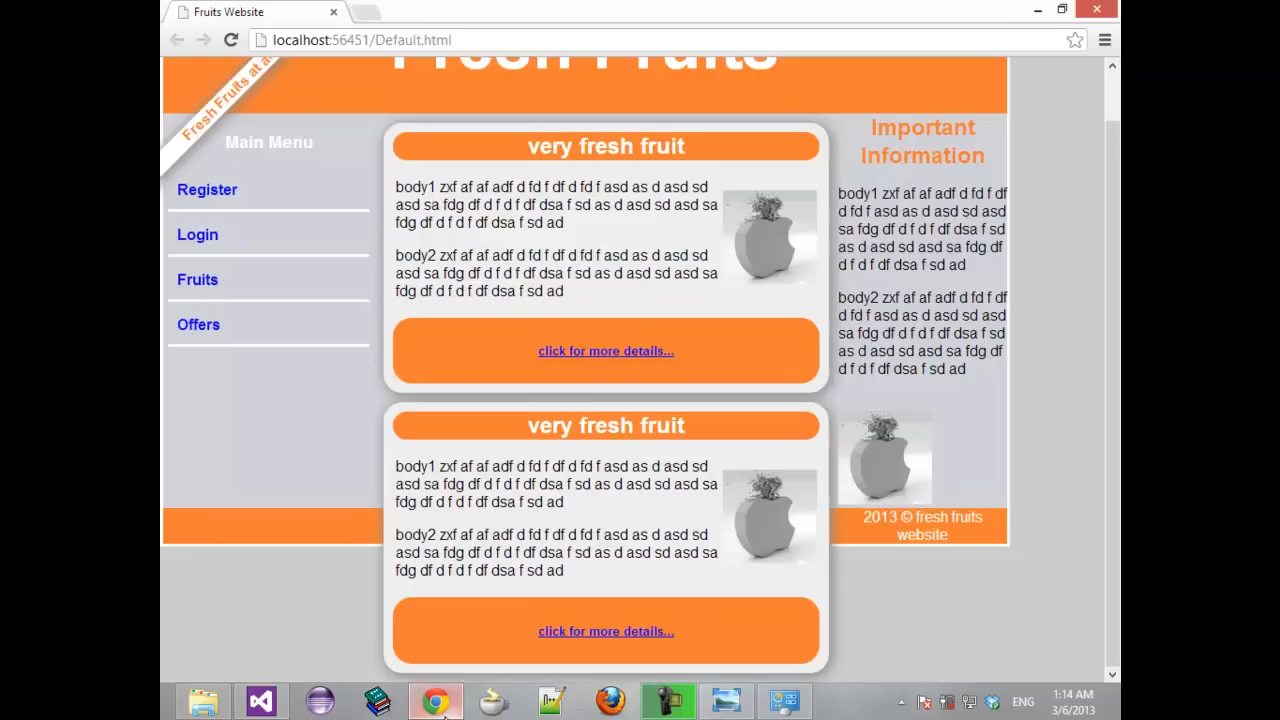 Fruits Website
localhost:56451/Default.html
Fresh Fruits
Fresh Fruits at a
Main Menu
Register
Login
Fruits
Offers
very fresh fruit
body1 zxf af af adf d fd f df d fd f asd as d asd sd
asd sa fdg df d f d f df dsa f sd as d asd sd asd sa
fdg df d f d f df dsa f sd ad
body2 zxf af af adf d fd f df d fd f asd as d asd sd
asd sa fdg df d f d f df dsa f sd as d asd sd asd sa
fdg df d f d f df dsa f sd ad
click for more details...
very fresh fruit
body1 zxf af af adf d fd f df d fd f asd as d asd sd
asd sa fdg df d f d f df dsa f sd as d asd sd asd sa
fdg df d f d f df dsa f sd ad
body2 zxf af af adf d fd f df d fd f asd as d asd sd
asd sa fdg df d f d f df dsa f sd as d asd sd asd sa
fdg df d f d f df dsa f sd ad
click for more details...
Important
Information
body1 zxf af af adf d fd f df
d fd f asd as d asd sd asd
sa fdg df d f d f df dsa f sd
as d asd sd asd sa fdg df
d f d f df dsa f sd ad
body2 zxf af af adf d fd f df
d fd f asd as d asd sd asd
sa fdg df d f d f df dsa f sd
as d asd sd asd sa fdg df
d f d f df dsa f sd ad
2013 © fresh fruits
website
ENG
1:14 AM
3/6/2013